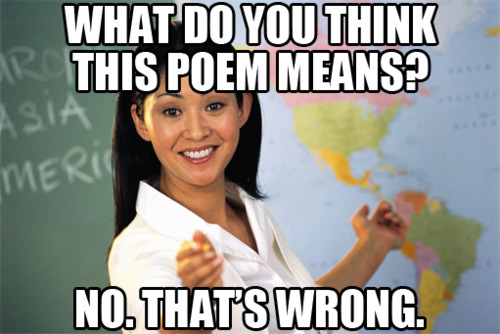 WHAT DO YOU THINK
THIS POEM MEANS?
ASIA
NO. THAT'S WRONG.